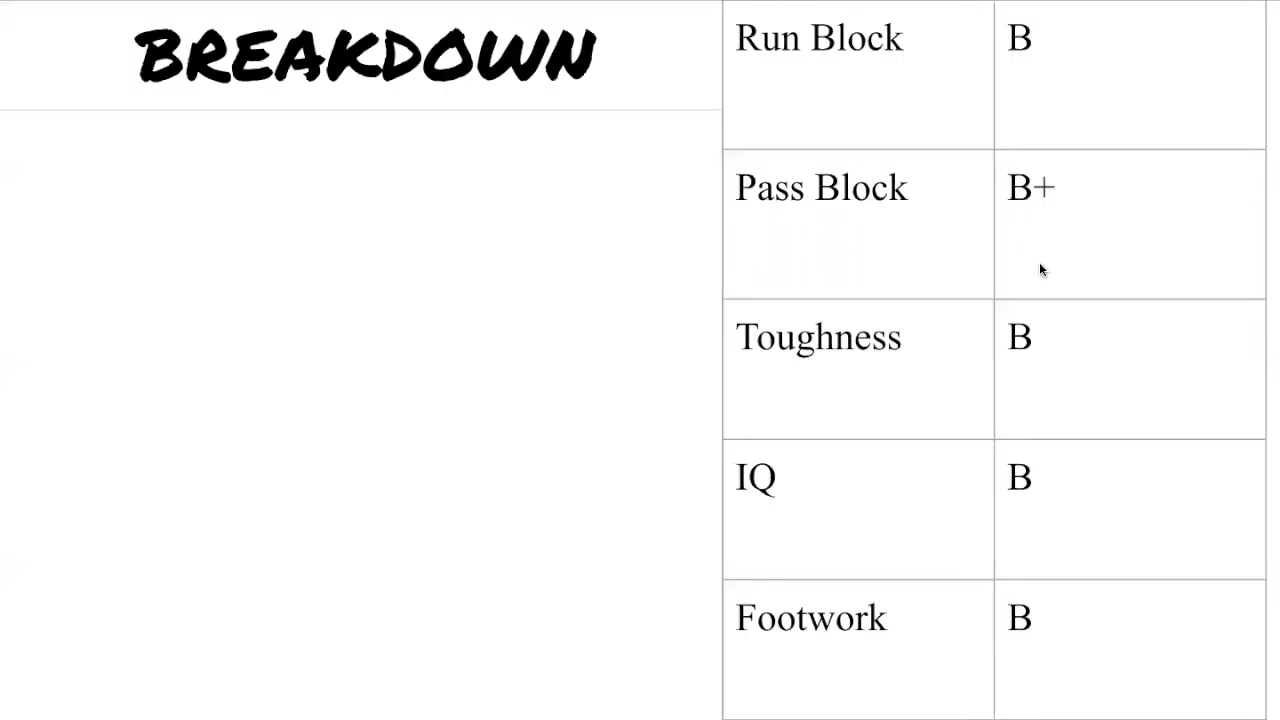 BREAKDOWN
Run Block B
Pass Block B+
Toughness B
IQ B
Footwork B